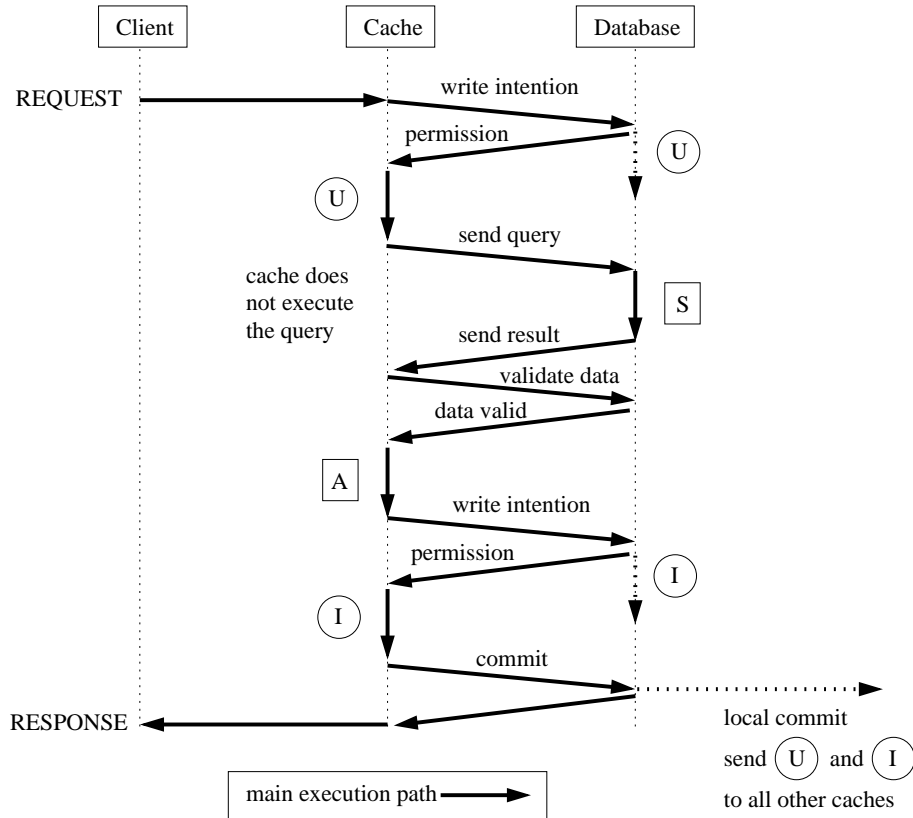 Client
Cache
Database
REQUEST
write intention
permission
U
U
send query
cache does
not execute
the query
S
send result
validate data
data valid
A
write intention
permission
I
I
commit
RESPONSE
local commit
send U and I
to all other caches
main execution path